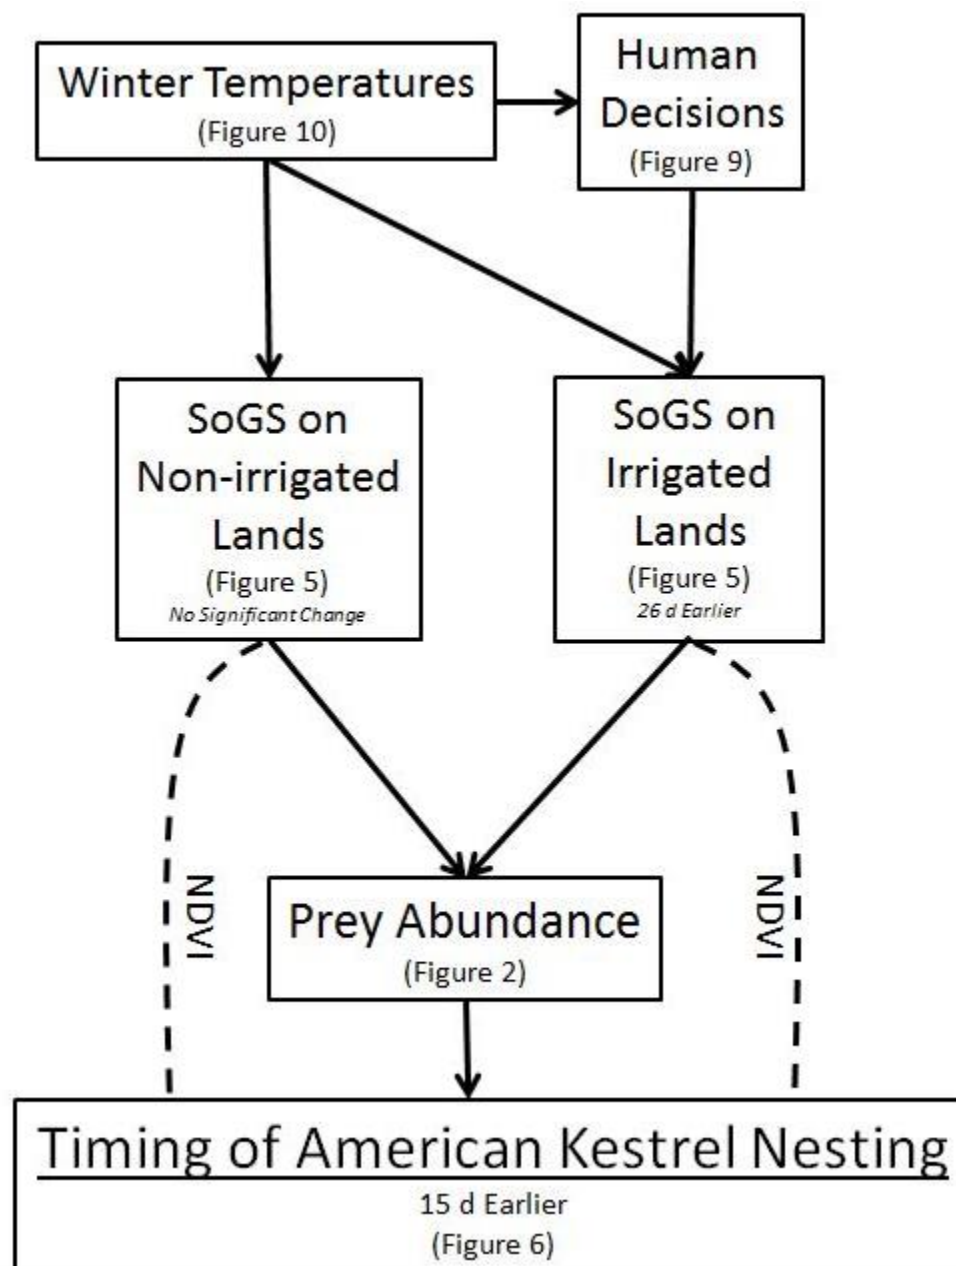 Winter Temperatures
(Figure 10)
Human
Decisions
(Figure 9)
SoGS on
Non-irrigated
Lands
(Figure 5)
No Significant Change
SoGS on
Irrigated
Lands
(Figure 5)
26 d Earlier
NDVI
NDVI
Prey Abundance
(Figure 2)
Timing of American Kestrel Nesting
15 d Earlier
(Figure 6)